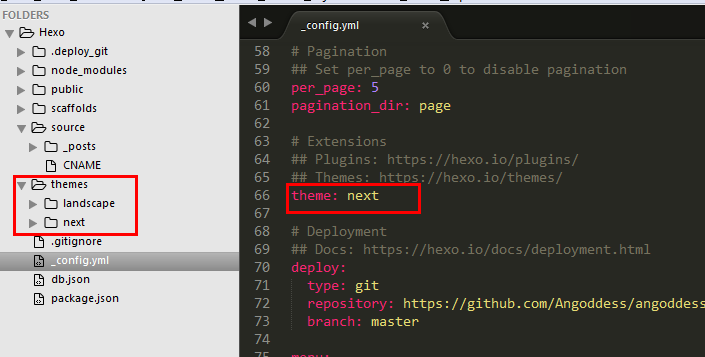 FOLDERS
Hexo
.deploy_git
node_modules
public
scaffolds
source
_posts
CNAME
themes
landscape
next
.gitignore
_config.yml
db.json
package.json
_config.yml ×
58 # Pagination
59 ## Set per_page to 0 to disable pagination
60 per_page: 5
61 pagination_dir: page
62
63 # Extensions
64 ## Plugins: https://hexo.io/plugins/
65 ## Themes: https://hexo.io/themes/
66 theme: next
67
68 # Deployment
69 ## Docs: https://hexo.io/docs/deployment.html
70 deploy:
71 type: git
72 repository: https://github.com/Angoddess/angoddess
73 branch: master
74